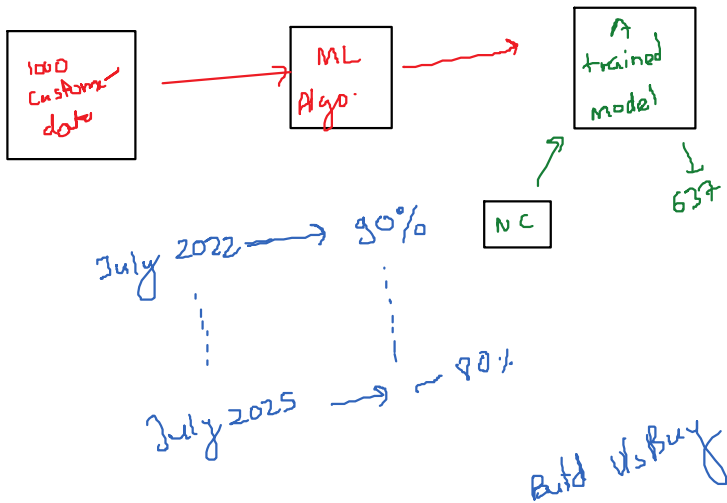 1000
Customer
data
ML
Algo.
A
trained
model
NC
637
July 2022 → 90%
July 2025 → ~ 80%
Build Vs Buy